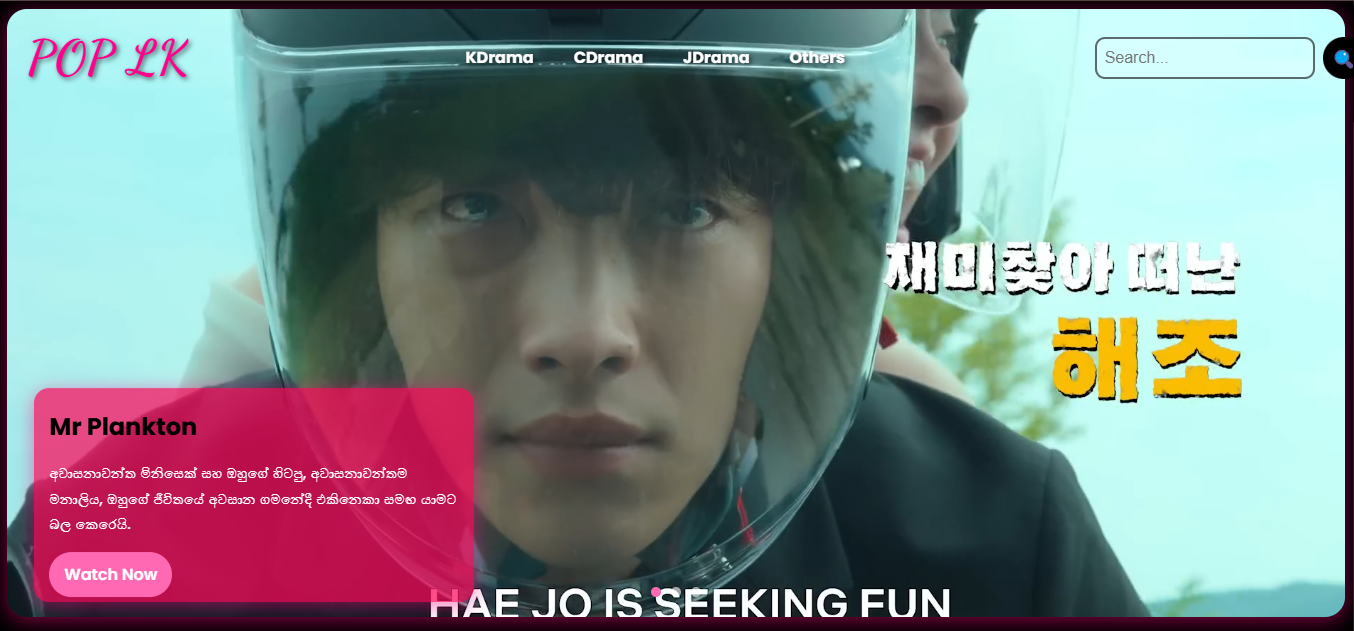 POP LK
KDrama CDrama JDrama Others
Search...
재미찾아 떠난
해조
Mr Plankton
අවාසනාවන්ත මිනිසෙක් සහ ඔහුගේ හිටපු, අවාසනාවන්තම
මනාලිය, ඔහුගේ ජීවිතයේ අවසාන ගමනේදී එකිනෙකා සමඟ යාමට
බල කෙරෙයි.
Watch Now
HAE JO IS SEEKING FUN